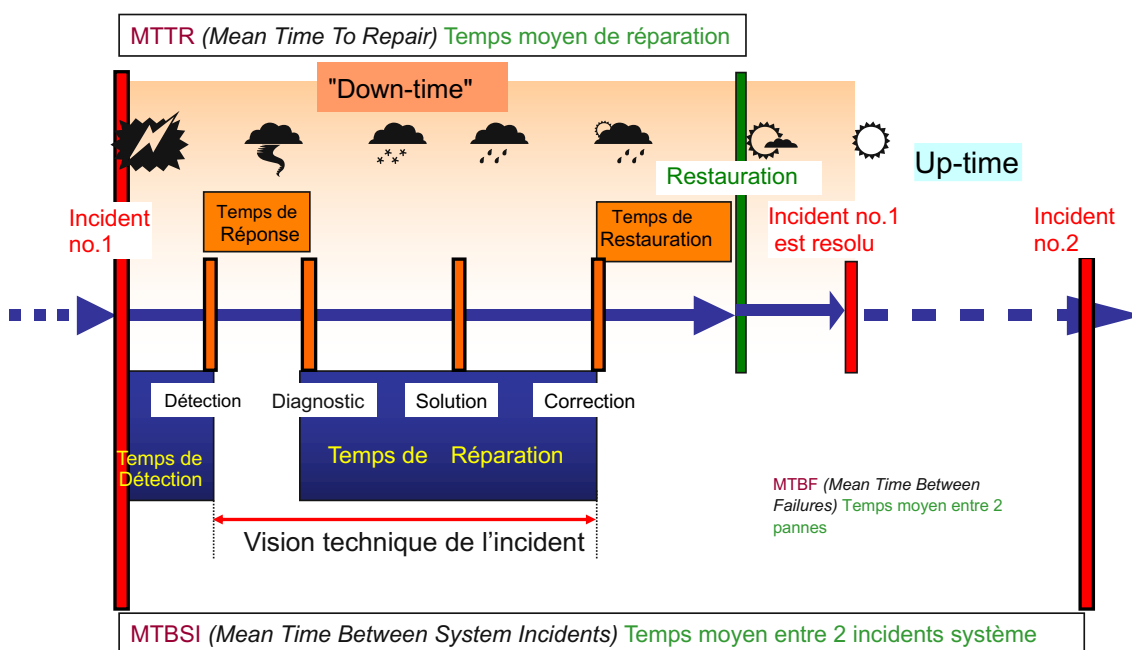 MTTR (Mean Time To Repair) Temps moyen de réparation
"Down-time"
Up-time
Restauration
Incident
no.1
Temps de
Réponse
Temps de
Restauration
Incident no.1
est resolu
Incident
no.2
Détection
Diagnostic
Solution
Correction
Temps de
Détection
Temps de Réparation
MTBF (Mean Time Between
Failures) Temps moyen entre 2
pannes
Vision technique de l’incident
MTBSI (Mean Time Between System Incidents) Temps moyen entre 2 incidents système